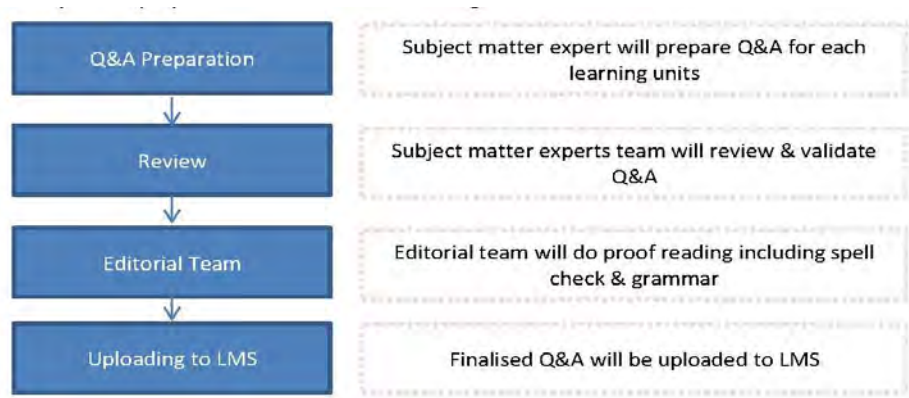 Q&A Preparation
Subject matter expert will prepare Q&A for each
learning units
Review
Subject matter experts team will review & validate
Q&A
Editorial Team
Editorial team will do proof reading including spell
check & grammar
Uploading to LMS
Finalised Q&A will be uploaded to LMS